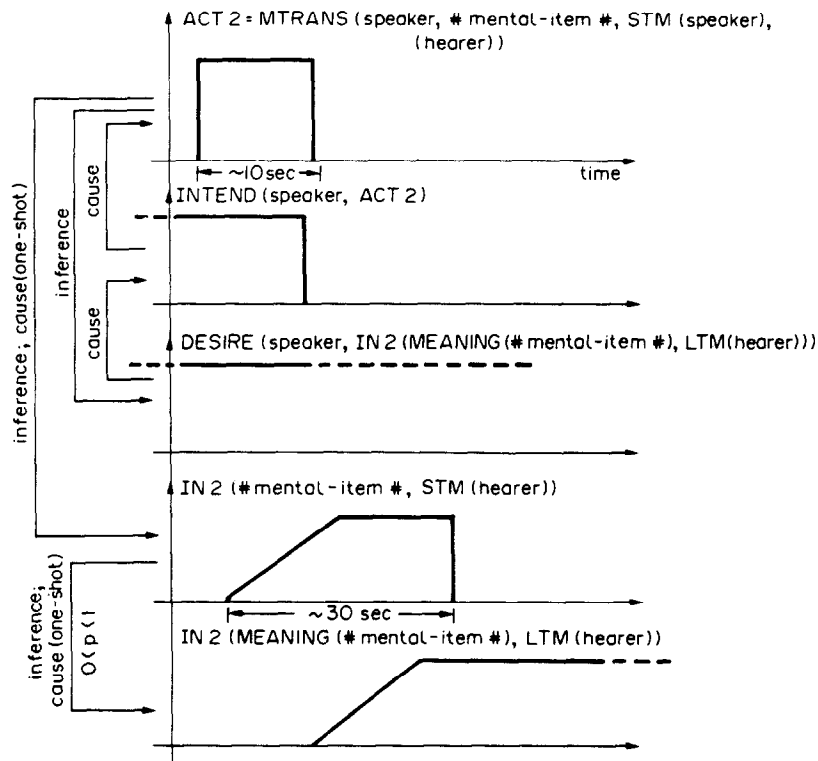 ACT 2 = MTRANS (speaker, # mental-item #, STM (speaker),
(hearer))
~10sec
time
INTEND (speaker, ACT 2)
DESIRE (speaker, IN 2 (MEANING (# mental-item #), LTM(hearer)))
IN 2 (# mental-item #, STM (hearer))
~30 sec
IN 2 (MEANING (# mental-item #), LTM (hearer))
inference; cause(one-shot)
inference
cause
cause
inference;
cause(one-shot)
0<p<1